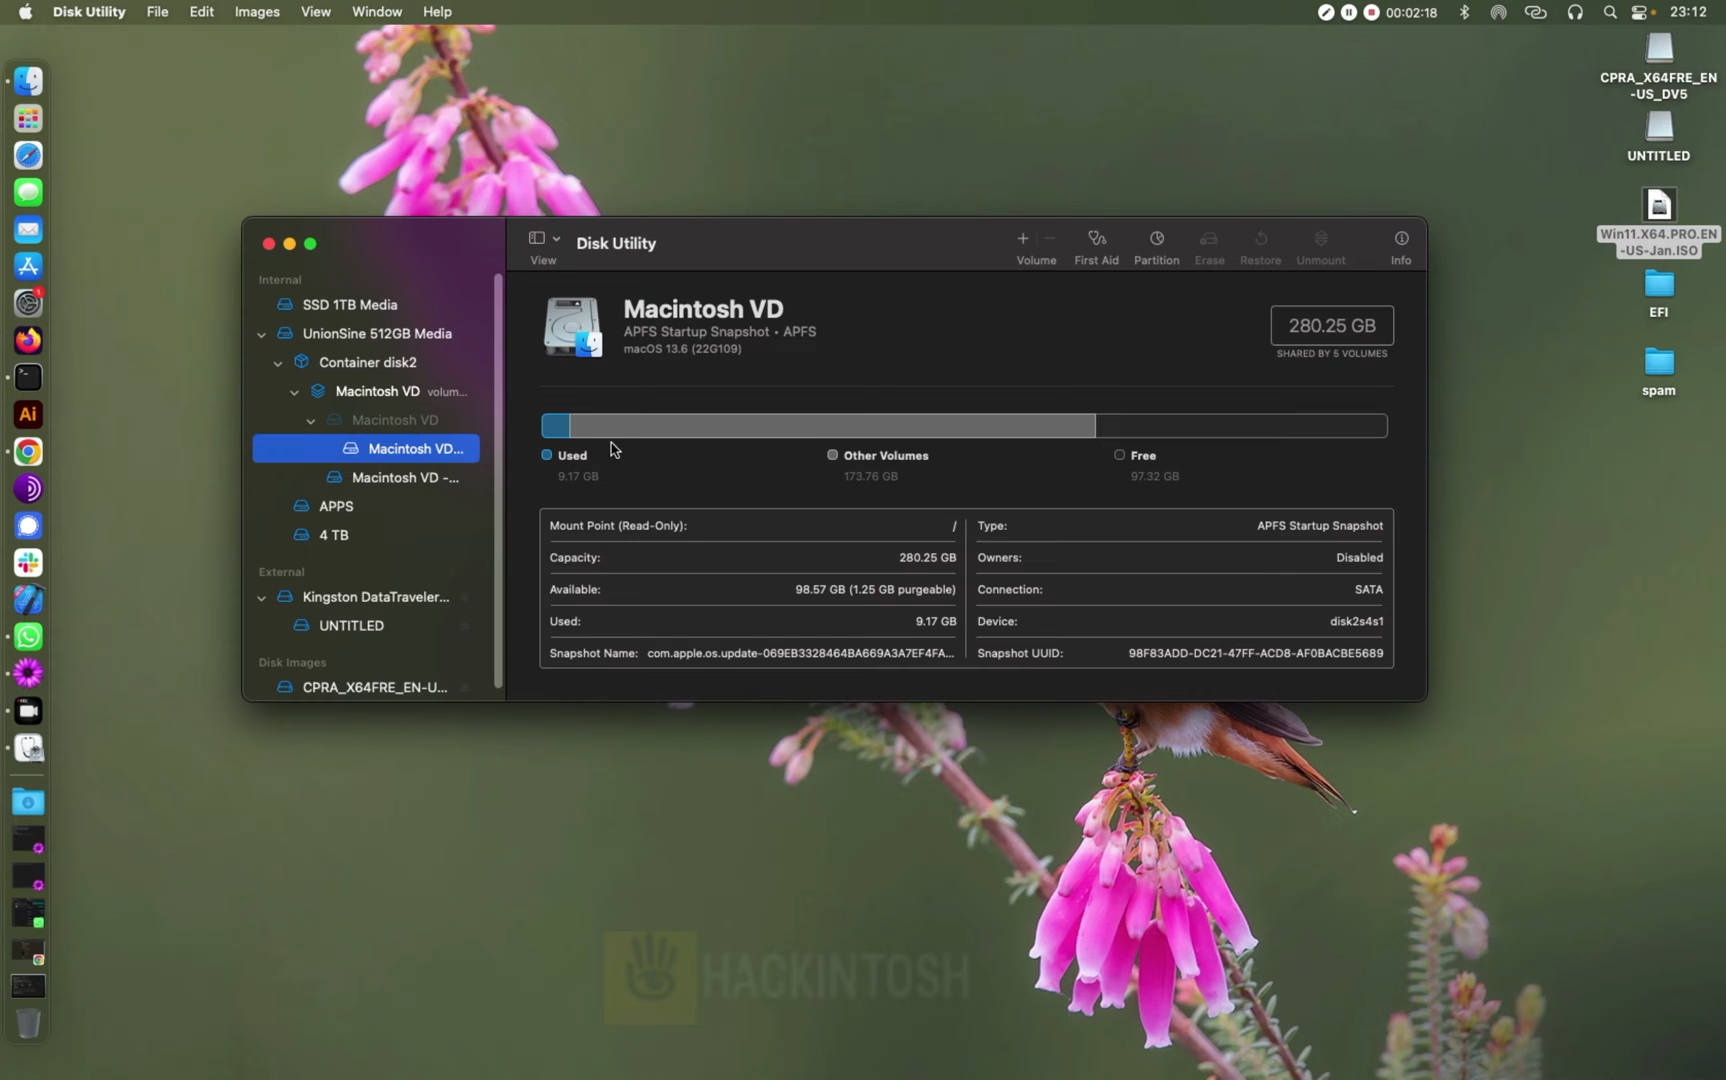 Disk Utility File Edit Images View Window Help
00:02:18 23:12
CPRA_X64FRE_EN
-US_DV5
UNTITLED
Win11.X64.PRO.EN
-US-Jan.ISO
EFI
spam
Internal
SSD 1TB Media
UnionSine 512GB Media
Container disk2
Macintosh VD volum...
Macintosh VD
Macintosh VD...
Macintosh VD -...
APPS
4 TB
External
Kingston DataTraveler...
UNTITLED
Disk Images
CPRA_X64FRE_EN-U...
View
Disk Utility
Volume First Aid Partition Erase Restore Unmount Info
Macintosh VD
APFS Startup Snapshot • APFS
macOS 13.6 (22G109)
280.25 GB
SHARED BY 5 VOLUMES
Used
9.17 GB
Other Volumes
173.76 GB
Free
97.32 GB
Mount Point (Read-Only): /
Capacity: 280.25 GB
Available: 98.57 GB (1.25 GB purgeable)
Used: 9.17 GB
Snapshot Name: com.apple.os.update-069EB3328464BA669A3A7EF4FA...
Type: APFS Startup Snapshot
Owners: Disabled
Connection: SATA
Device: disk2s4s1
Snapshot UUID: 98F83ADD-DC21-47FF-ACD8-AF0BACBE5689
Ai
1
HACKINTOSH